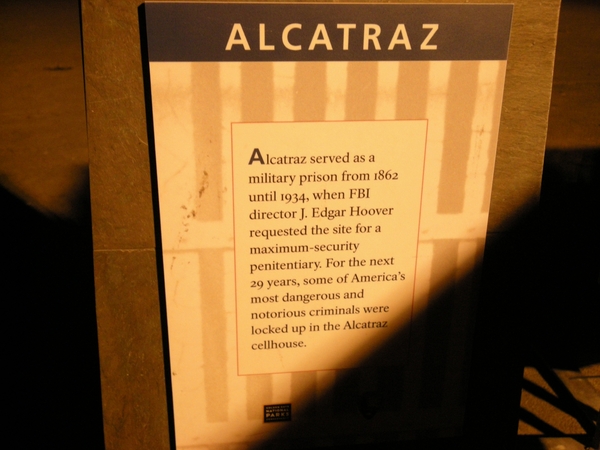 ALCATRAZ
Alcatraz served as a
military prison from 1862
until 1934, when FBI
director J. Edgar Hoover
requested the site for a
maximum-security
penitentiary. For the next
29 years, some of America's
most dangerous and
notorious criminals were
locked up in the Alcatraz
cellhouse.
NATIONAL
PARKS